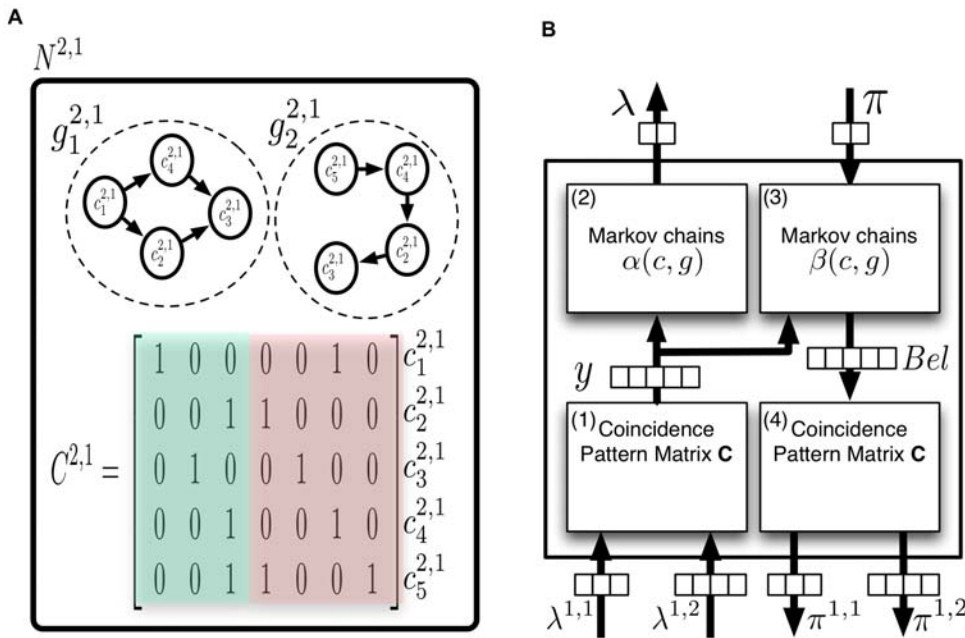 A
N^{2,1}
g_1^{2,1}
g_2^{2,1}
c_4^{2,1}
c_1^{2,1}
c_3^{2,1}
c_2^{2,1}
c_5^{2,1}
c_4^{2,1}
c_3^{2,1}
c_2^{2,1}
C^{2,1} =
1 0 0 0 0 1 0 c_1^{2,1}
0 0 1 1 0 0 0 c_2^{2,1}
0 1 0 0 1 0 0 c_3^{2,1}
0 0 1 0 0 1 0 c_4^{2,1}
0 0 1 1 0 0 1 c_5^{2,1}
B
λ
π
(2)
Markov chains
α(c, g)
(3)
Markov chains
β(c, g)
y
Bel
(1)
Coincidence
Pattern Matrix C
(4)
Coincidence
Pattern Matrix C
λ^{1,1}
λ^{1,2}
π^{1,1}
π^{1,2}